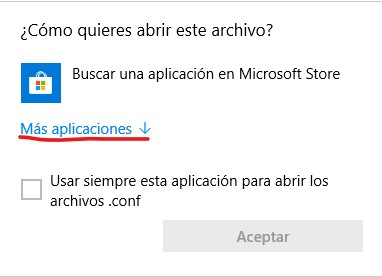 ¿Cómo quieres abrir este archivo?
Buscar una aplicación en Microsoft Store
Más aplicaciones ↓
Usar siempre esta aplicación para abrir los
archivos .conf
Aceptar